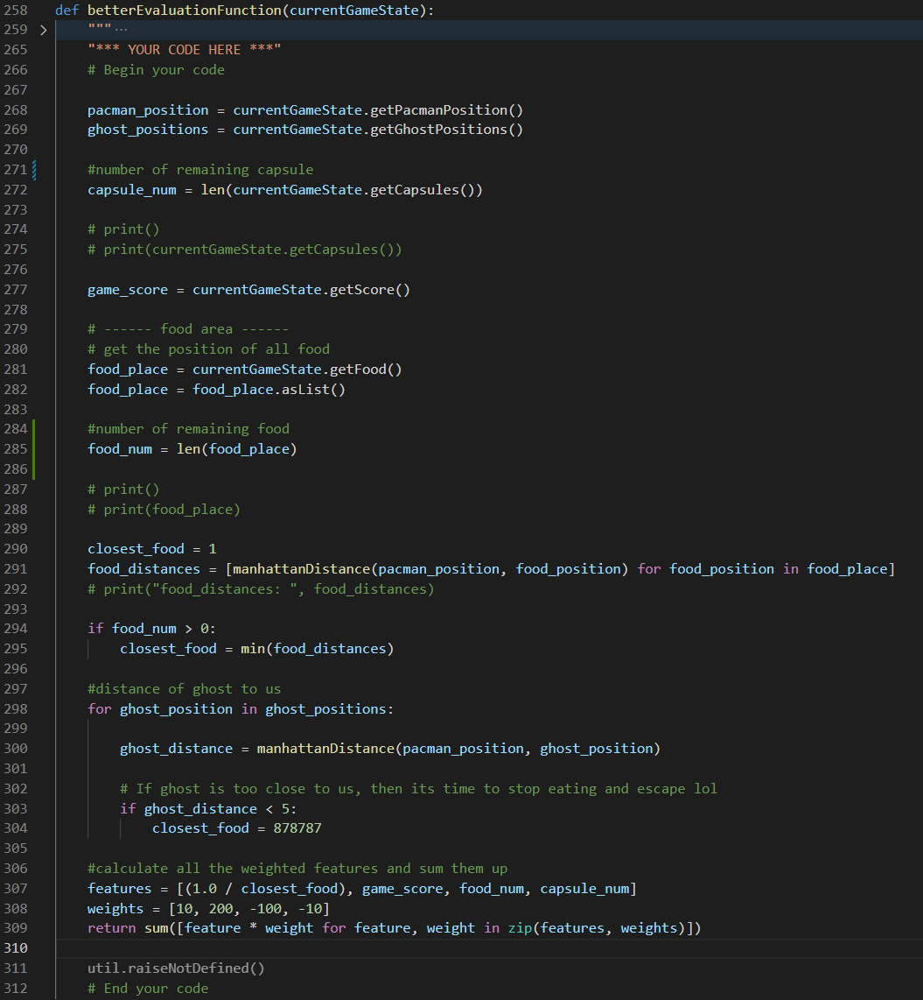 258 def betterEvaluationFunction(currentGameState):
259 > """...
265 "*** YOUR CODE HERE ***"
266 # Begin your code
267
268 pacman_position = currentGameState.getPacmanPosition()
269 ghost_positions = currentGameState.getGhostPositions()
270
271 #number of remaining capsule
272 capsule_num = len(currentGameState.getCapsules())
273
274 # print()
275 # print(currentGameState.getCapsules())
276
277 game_score = currentGameState.getScore()
278
279 # ------ food area ------
280 # get the position of all food
281 food_place = currentGameState.getFood()
282 food_place = food_place.asList()
283
284 #number of remaining food
285 food_num = len(food_place)
286
287 # print()
288 # print(food_place)
289
290 closest_food = 1
291 food_distances = [manhattanDistance(pacman_position, food_position) for food_position in food_place]
292 # print("food_distances: ", food_distances)
293
294 if food_num > 0:
295 closest_food = min(food_distances)
296
297 #distance of ghost to us
298 for ghost_position in ghost_positions:
299
300 ghost_distance = manhattanDistance(pacman_position, ghost_position)
301
302 # If ghost is too close to us, then its time to stop eating and escape lol
303 if ghost_distance < 5:
304 closest_food = 878787
305
306 #calculate all the weighted features and sum them up
307 features = [(1.0 / closest_food), game_score, food_num, capsule_num]
308 weights = [10, 200, -100, -10]
309 return sum([feature * weight for feature, weight in zip(features, weights)])
310
311 util.raiseNotDefined()
312 # End your code